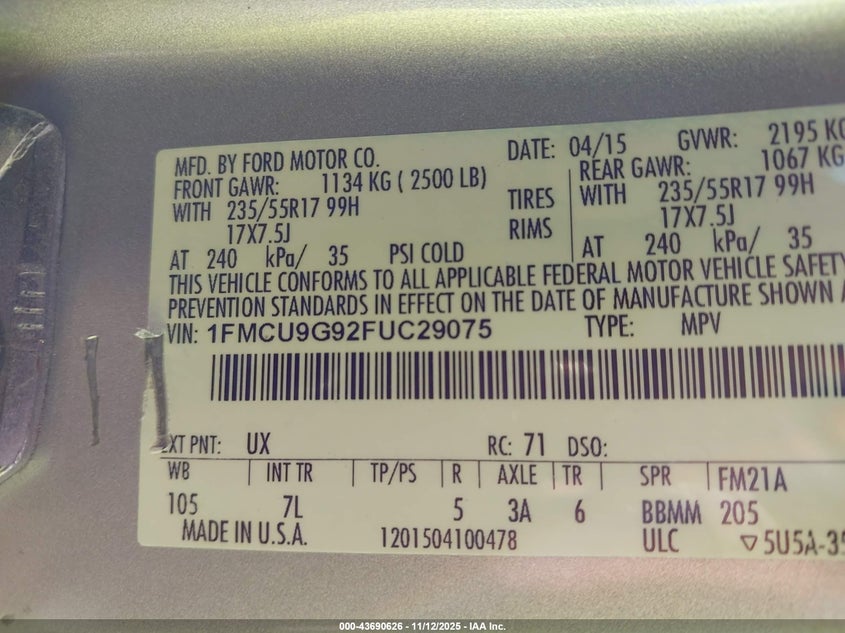 MFD. BY FORD MOTOR CO. DATE: 04/15 GVWR: 2195 KG
FRONT GAWR: 1134 KG ( 2500 LB) REAR GAWR: 1067 KG
WITH 235/55R17 99H TIRES WITH 235/55R17 99H
17X7.5J RIMS 17X7.5J
AT 240 kPa/ 35 PSI COLD AT 240 kPa/ 35
THIS VEHICLE CONFORMS TO ALL APPLICABLE FEDERAL MOTOR VEHICLE SAFETY
PREVENTION STANDARDS IN EFFECT ON THE DATE OF MANUFACTURE SHOWN A
VIN: 1FMCU9G92FUC29075 TYPE: MPV
EXT PNT: UX RC: 71 DSO:
WB | INT TR | TP/PS | R | AXLE | TR | SPR | FM21A
105 7L 5 3A 6 BBMM 205
MADE IN U.S.A. 1201504100478 ULC ▽5U5A-35
000-43690626 - 11/12/2025 - IAA Inc.